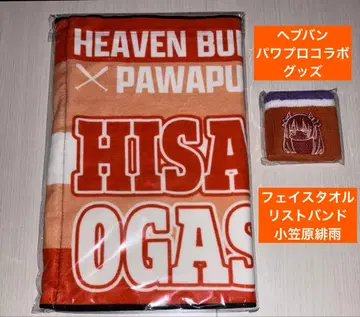 HEAVEN BU
× PAWAPU
HISA
OGAS
ヘブバン
パワプロコラボ
グッズ
フェイスタオル
リストバンド
小笠原緋雨